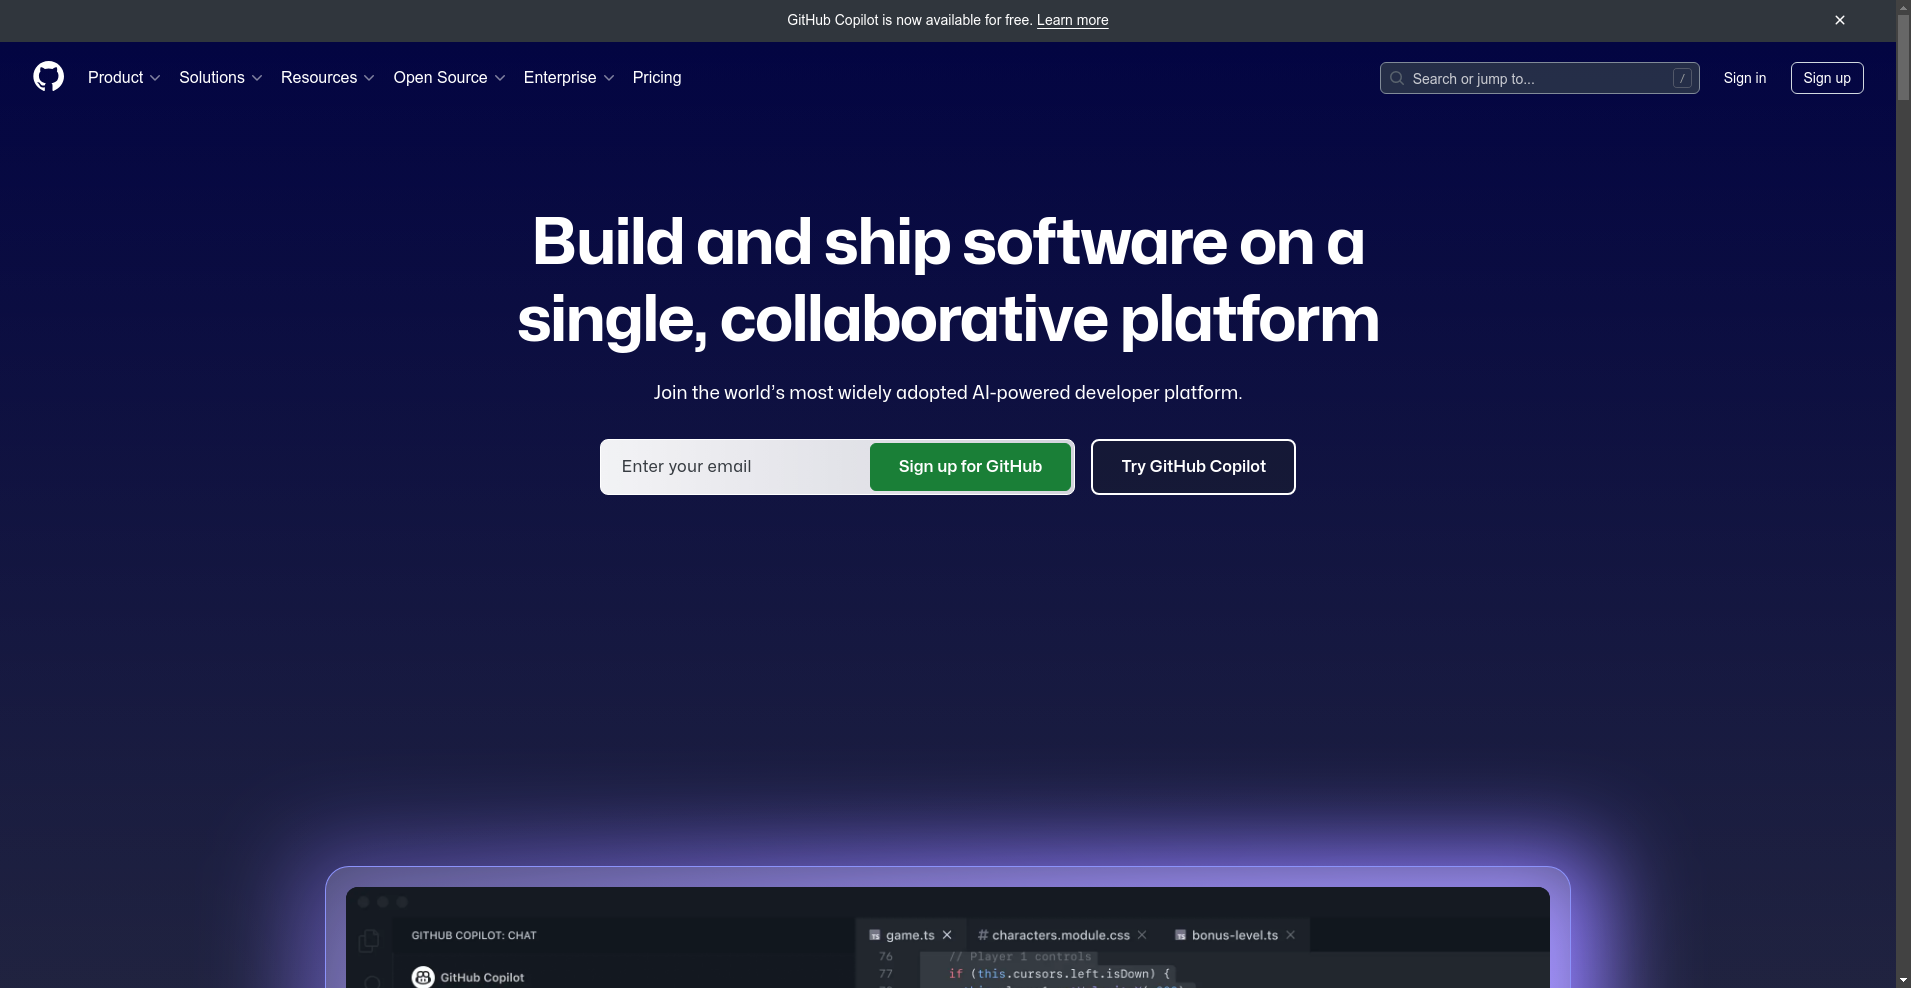 GitHub Copilot is now available for free. Learn more
Product Solutions Resources Open Source Enterprise Pricing Search or jump to... / Sign in Sign up
Build and ship software on a
single, collaborative platform
Join the world's most widely adopted AI-powered developer platform.
Enter your email Sign up for GitHub Try GitHub Copilot
GITHUB COPILOT: CHAT
GitHub Copilot
TS game.ts # characters.module.css TS bonus-level.ts
76 // Player 1 controls
77 if (this.cursors.left.isDown) {